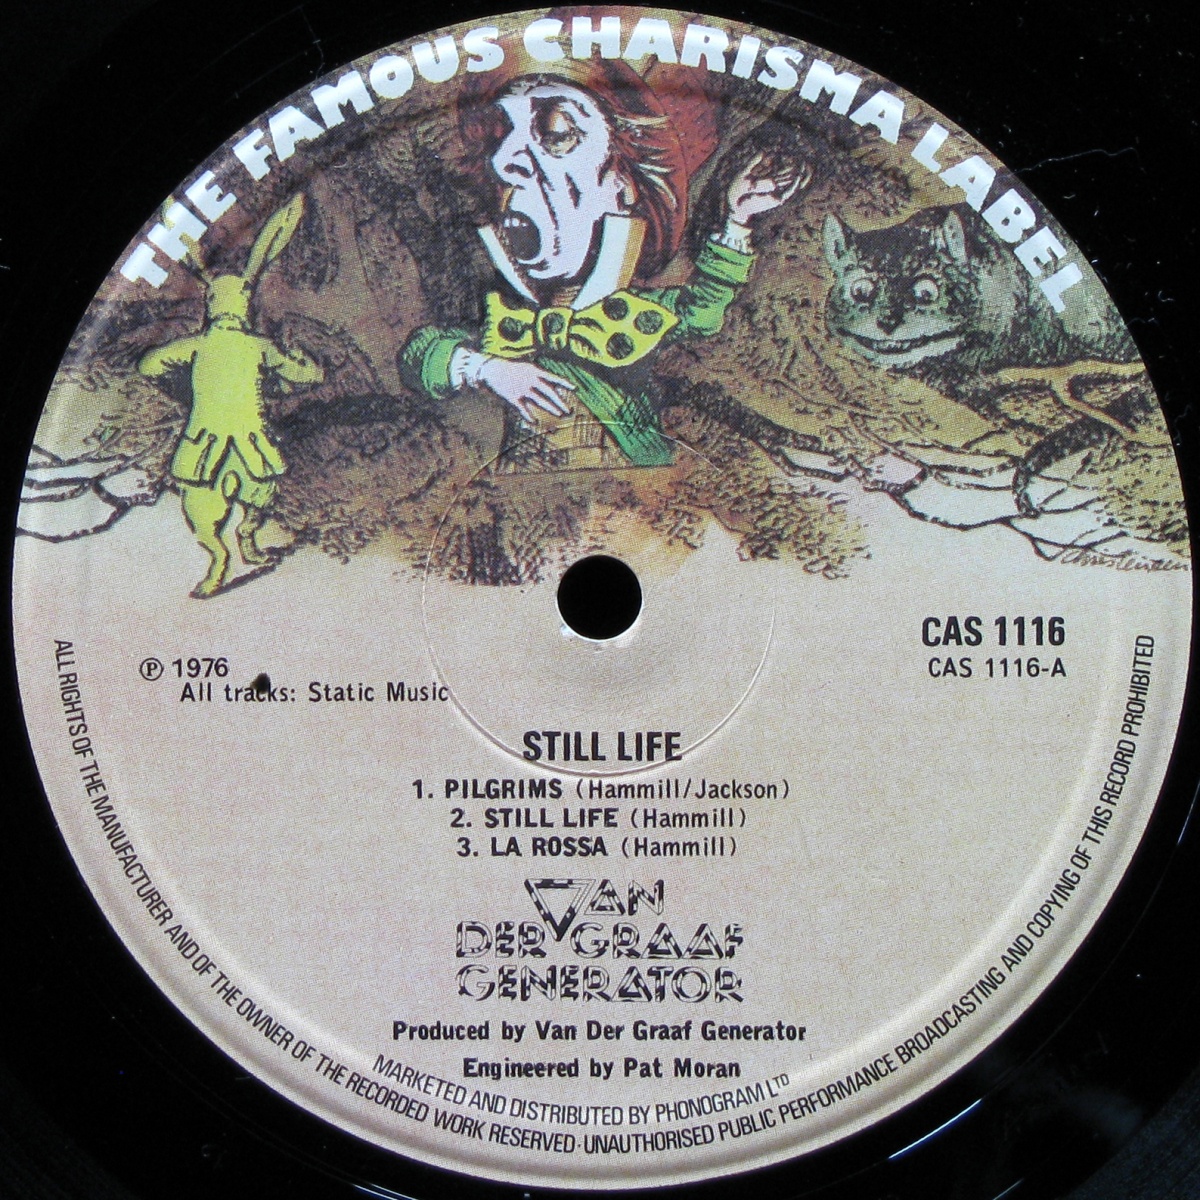 THE FAMOUS CHARISMA LABEL
Christensen
CAS 1116
CAS 1116-A
℗ 1976
All tracks: Static Music
STILL LIFE
1. PILGRIMS (Hammill/Jackson)
2. STILL LIFE (Hammill)
3. LA ROSSA (Hammill)
VAN
DER GRAAF
GENERATOR
Produced by Van Der Graaf Generator
Engineered by Pat Moran
MARKETED AND DISTRIBUTED BY PHONOGRAM LTD
ALL RIGHTS OF THE MANUFACTURER AND OF THE OWNER OF THE RECORDED WORK RESERVED·UNAUTHORISED PUBLIC PERFORMANCE BROADCASTING AND COPYING OF THIS RECORD PROHIBITED